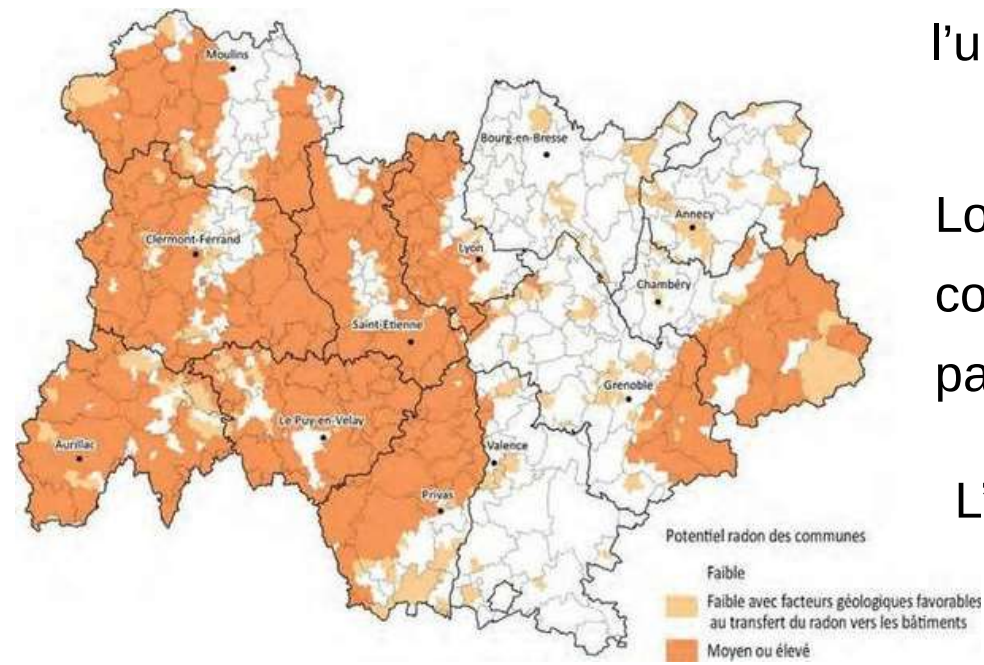 l’u
Lo
co
pa
L’
Moulins
Bourg-en-Bresse
Annecy
Clermont-Ferrand
Lyon
Chambéry
Saint-Etienne
Grenoble
Le Puy-en-Velay
Aurillac
Valence
Privas
Potentiel radon des communes
Faible
Faible avec facteurs géologiques favorables
au transfert du radon vers les bâtiments
Moyen ou élevé